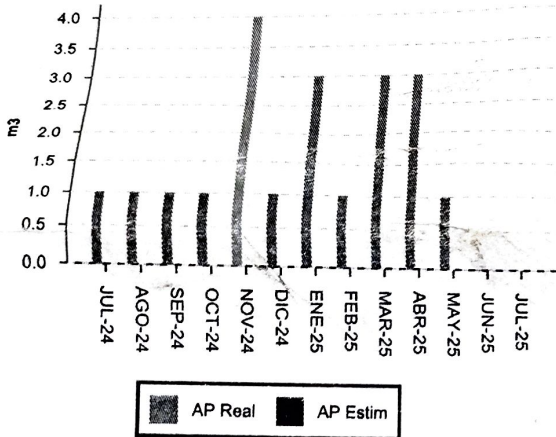 4.0
3.5
3.0
2.5
2.0
1.5
1.0
0.5
0.0
m3
JUL-24
AGO-24
SEP-24
OCT-24
NOV-24
DIC-24
ENE-25
FEB-25
MAR-25
ABR-25
MAY-25
JUN-25
JUL-25
AP Real
AP Estim